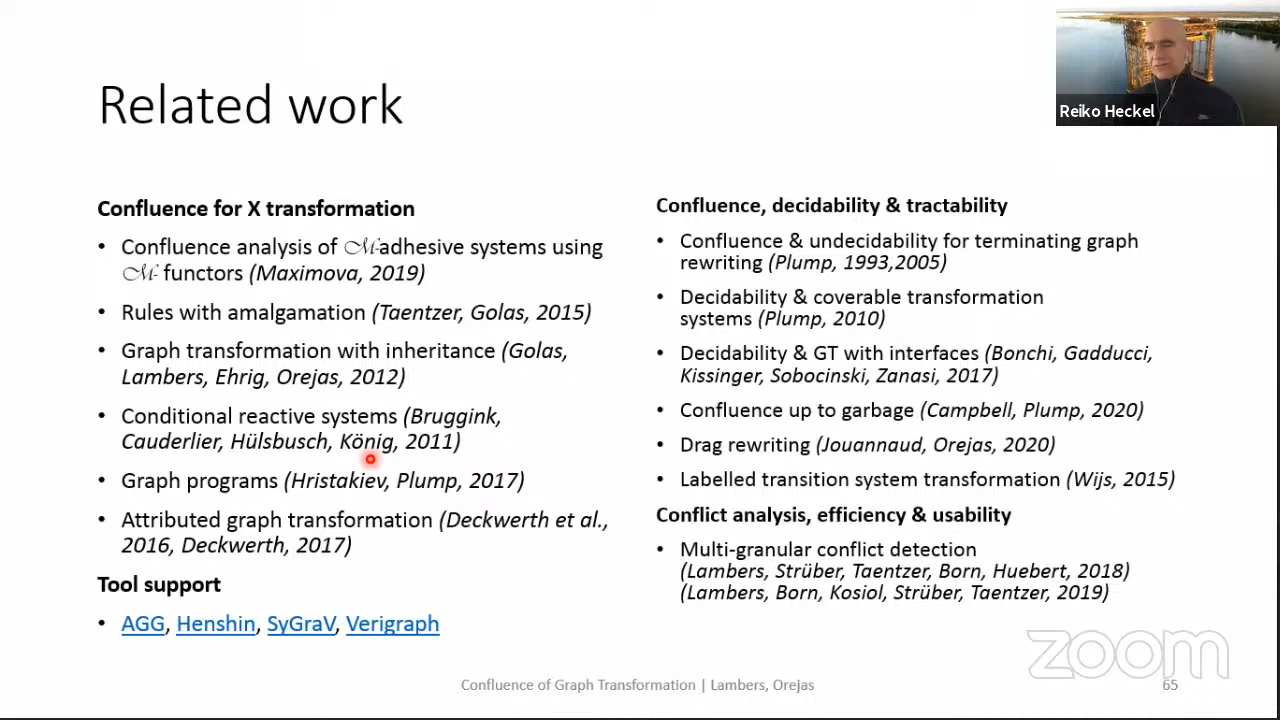 Related work
Reiko Heckel
Confluence for X transformation
• Confluence analysis of ℳ-adhesive systems using
ℳ- functors (Maximova, 2019)
• Rules with amalgamation (Taentzer, Golas, 2015)
• Graph transformation with inheritance (Golas,
Lambers, Ehrig, Orejas, 2012)
• Conditional reactive systems (Bruggink,
Cauderlier, Hülsbusch, König, 2011)
• Graph programs (Hristakiev, Plump, 2017)
• Attributed graph transformation (Deckwerth et al.,
2016, Deckwerth, 2017)
Tool support
• AGG, Henshin, SyGraV, Verigraph
Confluence, decidability & tractability
• Confluence & undecidability for terminating graph
rewriting (Plump, 1993,2005)
• Decidability & coverable transformation
systems (Plump, 2010)
• Decidability & GT with interfaces (Bonchi, Gadducci,
Kissinger, Sobocinski, Zanasi, 2017)
• Confluence up to garbage (Campbell, Plump, 2020)
• Drag rewriting (Jouannaud, Orejas, 2020)
• Labelled transition system transformation (Wijs, 2015)
Conflict analysis, efficiency & usability
• Multi-granular conflict detection
(Lambers, Strüber, Taentzer, Born, Huebert, 2018)
(Lambers, Born, Kosiol, Strüber, Taentzer, 2019)
zoom
Confluence of Graph Transformation | Lambers, Orejas
65